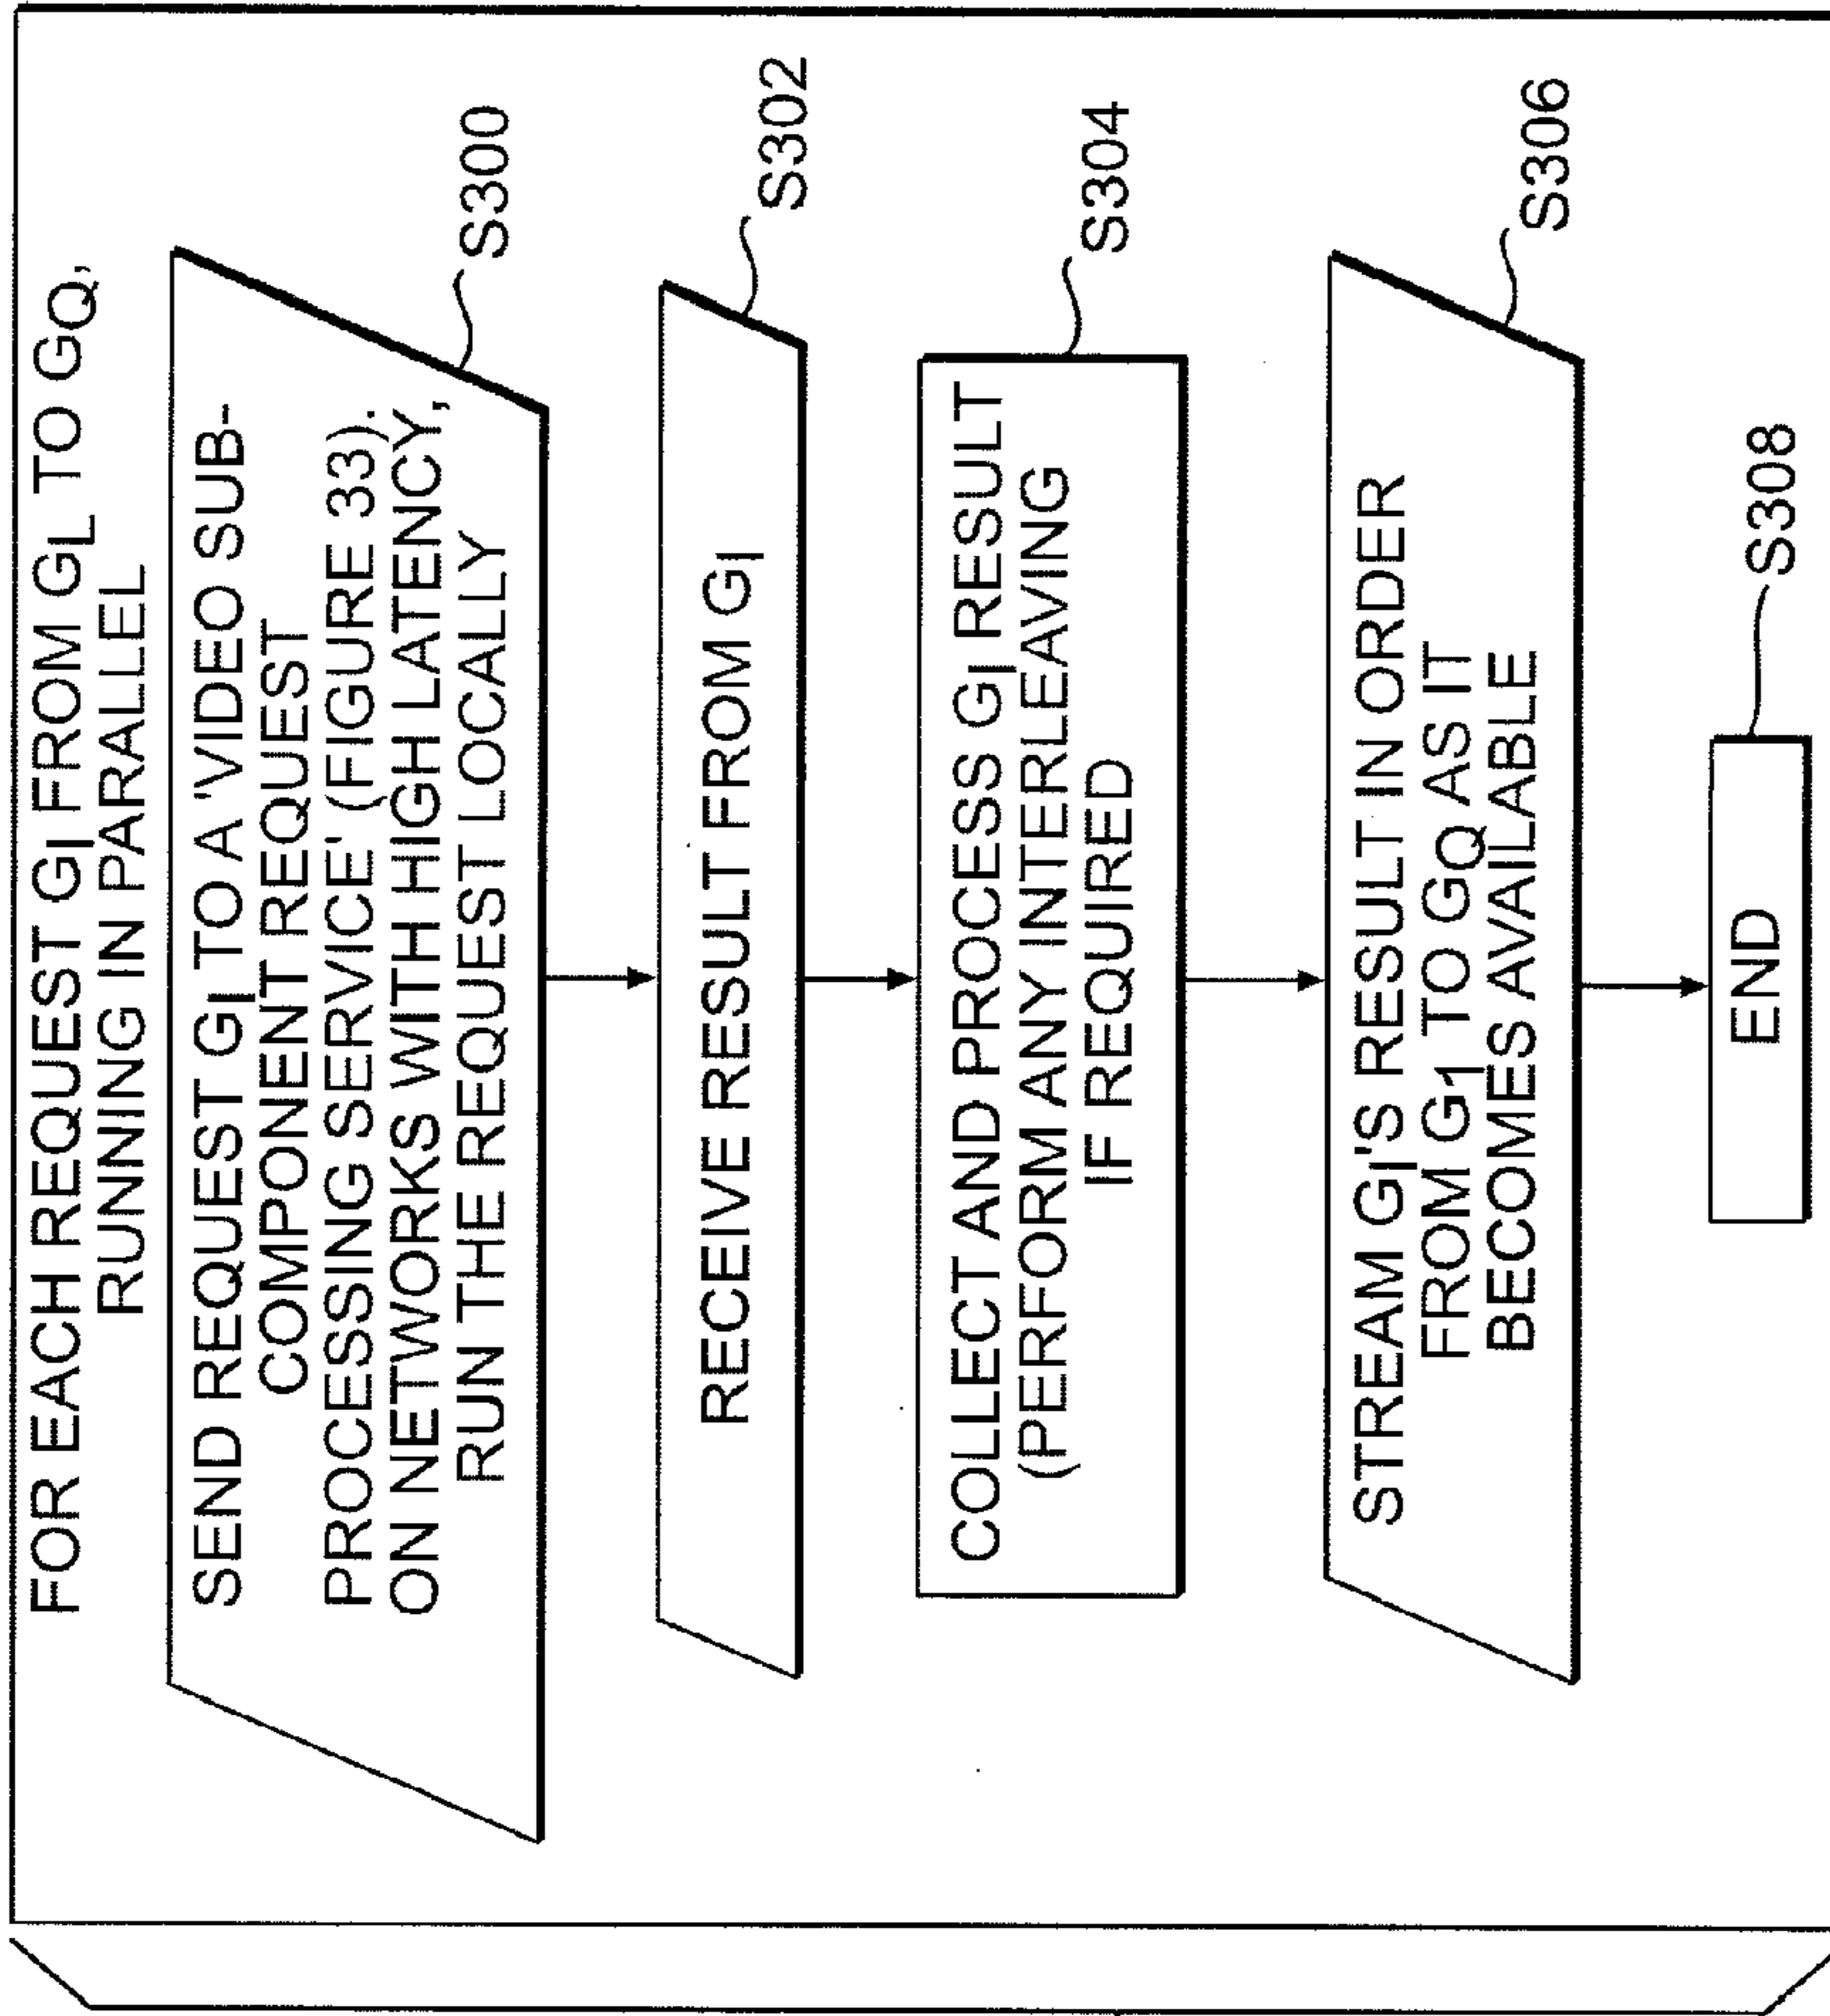 FOR EACH REQUEST GI FROM GL TO GQ,
RUNNING IN PARALLEL
SEND REQUEST GI TO A 'VIDEO SUB-
COMPONENT REQUEST
PROCESSING SERVICE' (FIGURE 33).
ON NETWORKS WITH HIGH LATENCY,
RUN THE REQUEST LOCALLY
S300
RECEIVE RESULT FROM GI
S302
COLLECT AND PROCESS GI RESULT
(PERFORM ANY INTERLEAVING
IF REQUIRED
S304
STREAM GI'S RESULT IN ORDER
FROM G1 TO GQ AS IT
BECOMES AVAILABLE
S306
END
S308